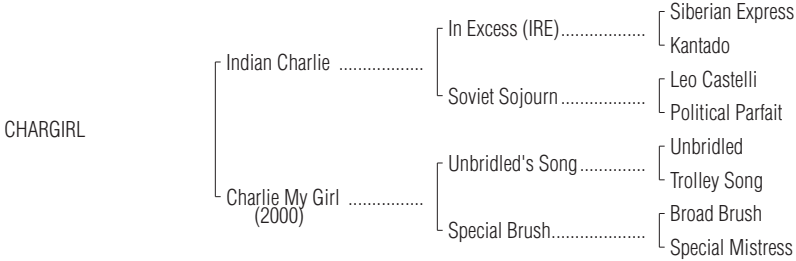 Siberian Express
In Excess (IRE)...................
Kantado
Indian Charlie ..................
Leo Castelli
Soviet Sojourn..................
Political Parfait
CHARGIRL
Unbridled
Unbridled's Song..............
Trolley Song
Charlie My Girl ................
(2000)
Broad Brush
Special Brush....................
Special Mistress